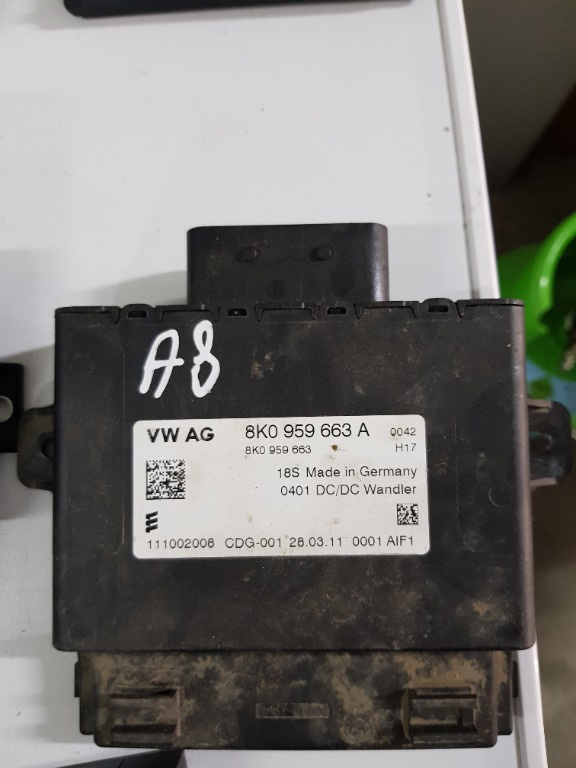 A8
VW AG 8K0 959 663 A 0042
8K0 959 663 H17
18S Made in Germany
0401 DC/DC Wandler
111002008 CDG-001 28.03.11 0001 AIF1